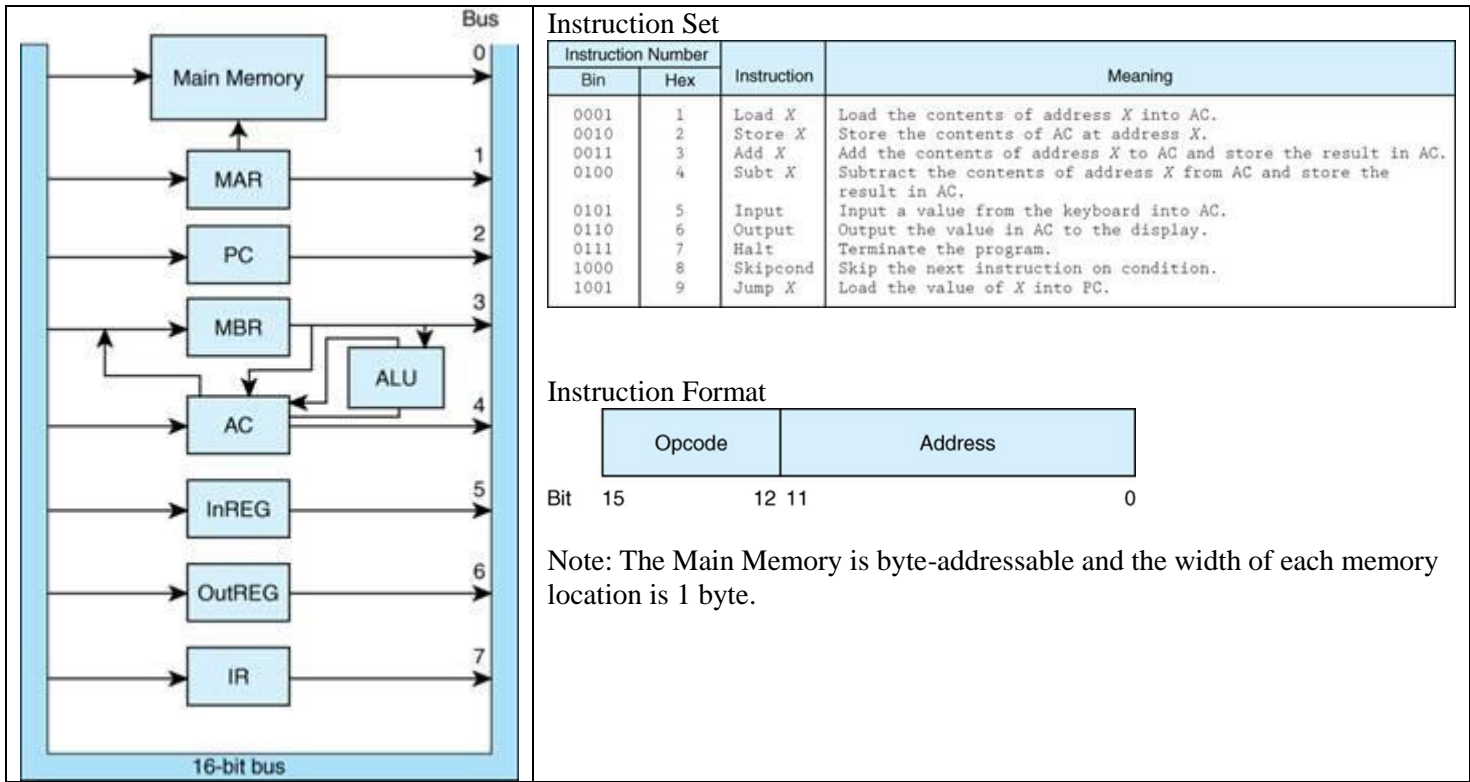 Bus
0
Main Memory
1
MAR
2
PC
3
MBR
ALU
4
AC
5
InREG
6
OutREG
7
IR
16-bit bus
Instruction Set
Instruction Number
Bin Hex Instruction Meaning
0001 1 Load X Load the contents of address X into AC.
0010 2 Store X Store the contents of AC at address X.
0011 3 Add X Add the contents of address X to AC and store the result in AC.
0100 4 Subt X Subtract the contents of address X from AC and store the
result in AC.
0101 5 Input Input a value from the keyboard into AC.
0110 6 Output Output the value in AC to the display.
0111 7 Halt Terminate the program.
1000 8 Skipcond Skip the next instruction on condition.
1001 9 Jump X Load the value of X into PC.
Instruction Format
Opcode Address
Bit 15 12 11 0
Note: The Main Memory is byte-addressable and the width of each memory
location is 1 byte.